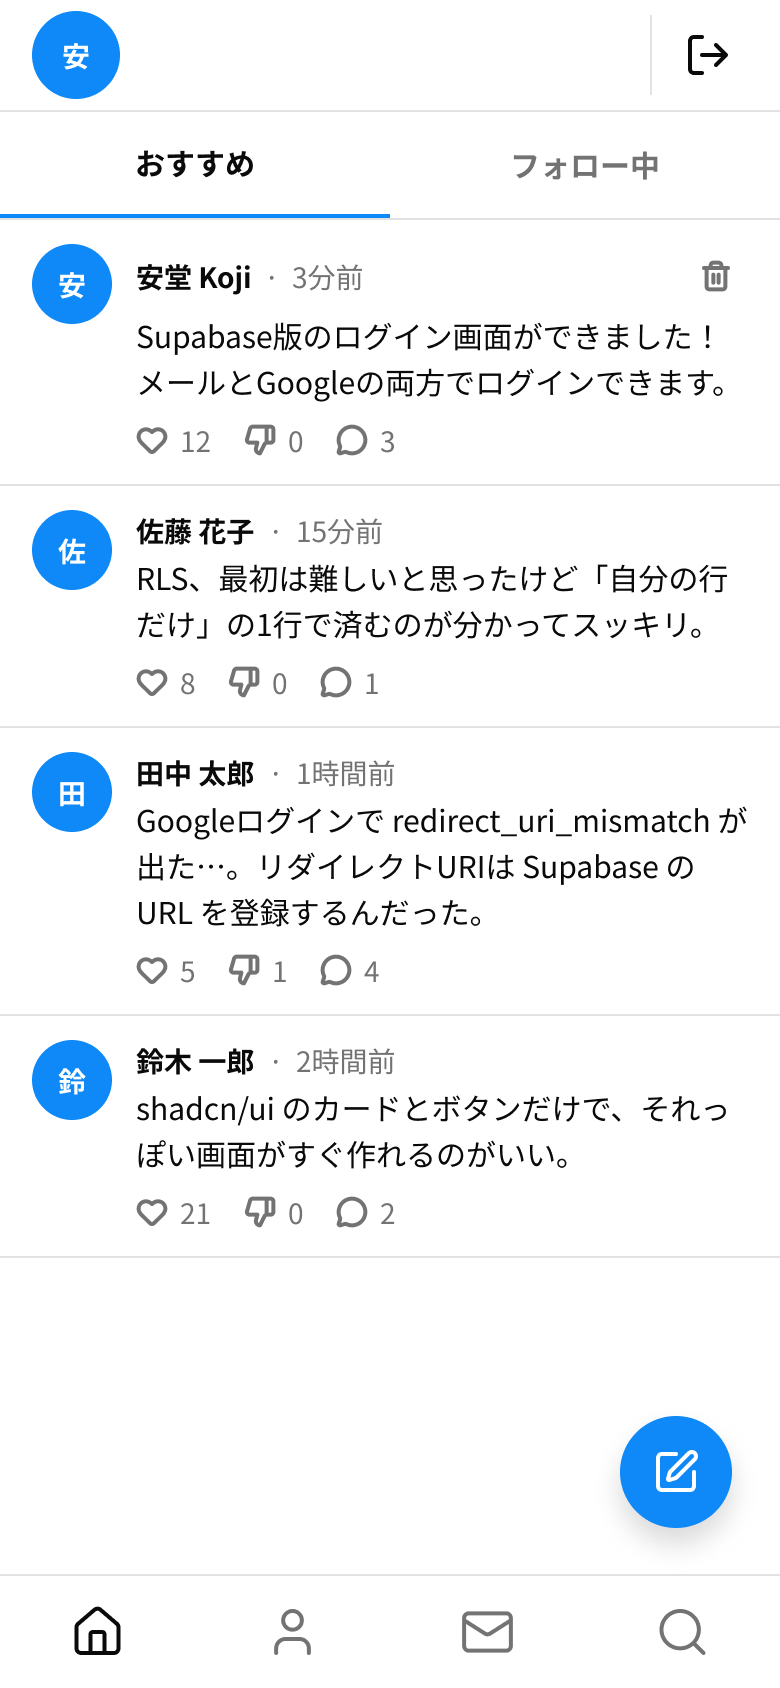 安
おすすめ フォロー中
安
安堂 Koji · 3分前
Supabase版のログイン画面ができました！
メールとGoogleの両方でログインできます。
12 0 3
佐
佐藤 花子 · 15分前
RLS、最初は難しいと思ったけど「自分の行
だけ」の1行で済むのが分かってスッキリ。
8 0 1
田
田中 太郎 · 1時間前
Googleログインで redirect_uri_mismatch が
出た…。リダイレクトURIは Supabase の
URL を登録するんだった。
5 1 4
鈴
鈴木 一郎 · 2時間前
shadcn/ui のカードとボタンだけで、それっ
ぽい画面がすぐ作れるのがいい。
21 0 2